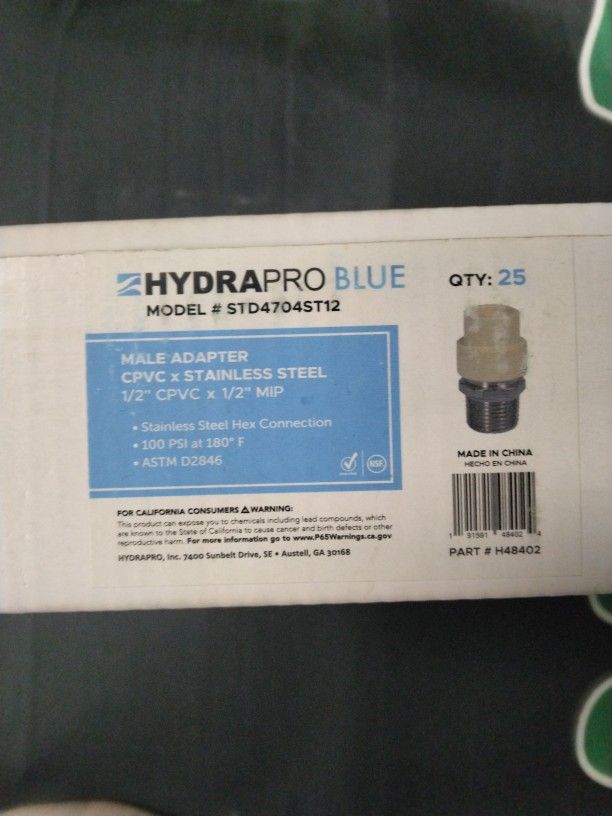 HYDRAPRO BLUE
MODEL # STD4704ST12
QTY: 25
MALE ADAPTER
CPVC x STAINLESS STEEL
1/2" CPVC x 1/2" MIP
• Stainless Steel Hex Connection
• 100 PSI at 180° F
• ASTM D2846
NSF
FOR CALIFORNIA CONSUMERS ⚠ WARNING:
This product can expose you to chemicals including lead compounds, which
are known to the State of California to cause cancer and birth defects or other
reproductive harm. For more information go to www.P65Warnings.ca.gov
HYDRAPRO, Inc. 7400 Sunbelt Drive, SE • Austell, GA 30168
MADE IN CHINA
HECHO EN CHINA
1 91591 48402 4
PART # H48402